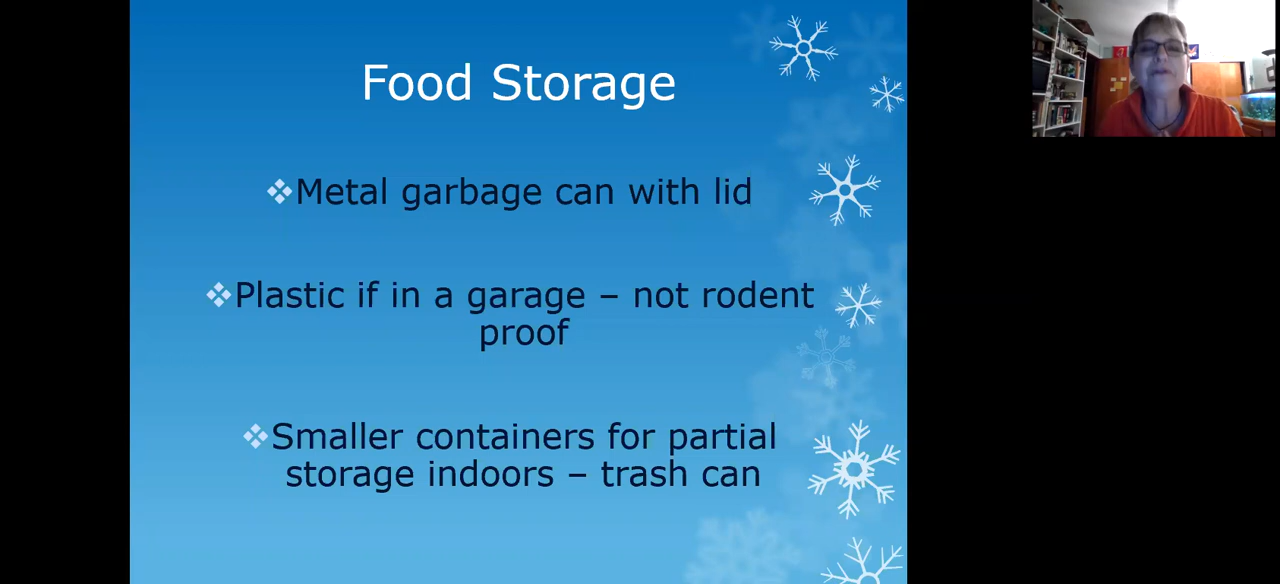 Food Storage
❖Metal garbage can with lid
❖Plastic if in a garage – not rodent
proof
❖Smaller containers for partial
storage indoors – trash can